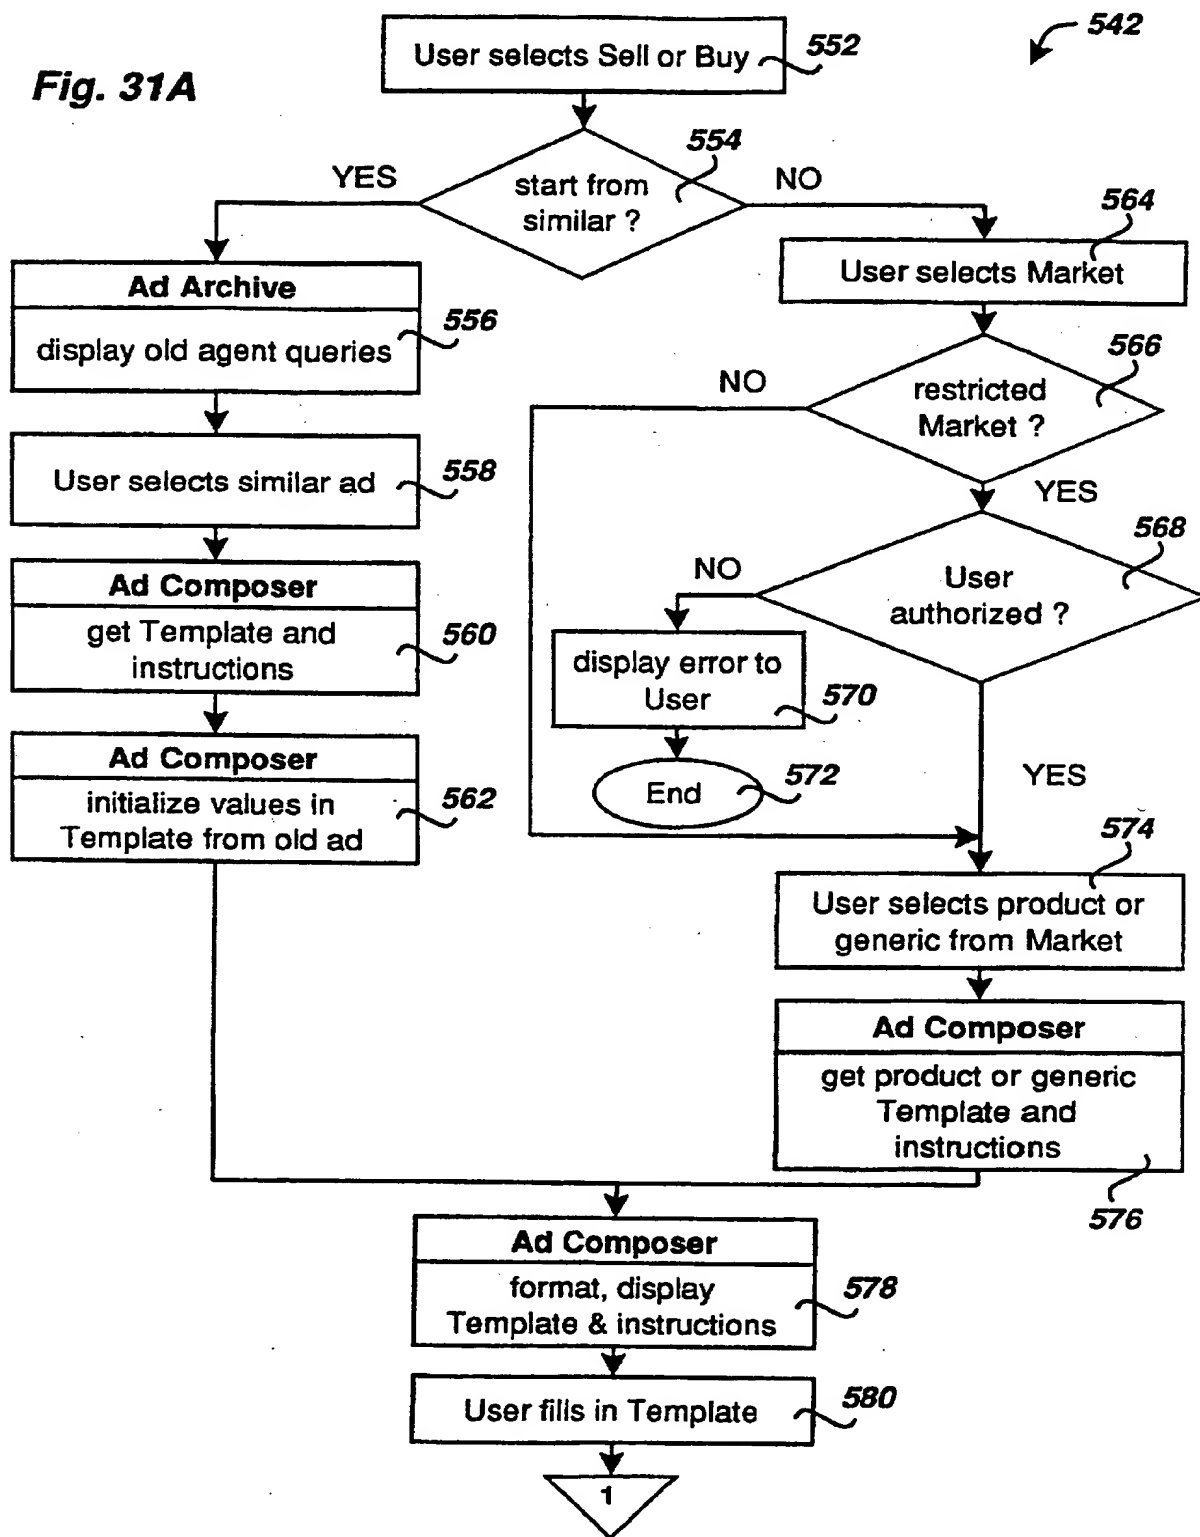 542
User selects Sell or Buy
552
Fig. 31A
554
YES
start from
similar ?
NO
564
Ad Archive
User selects Market
556
display old agent queries
566
NO
restricted
Market ?
User selects similar ad
558
YES
568
Ad Composer
NO
User
authorized ?
get Template and
instructions
560
display error to
User
570
Ad Composer
End
572
YES
initialize values in
Template from old ad
562
574
User selects product or
generic from Market
Ad Composer
get product or generic
Template and
instructions
576
Ad Composer
format, display
Template & instructions
578
User fills in Template
580
1